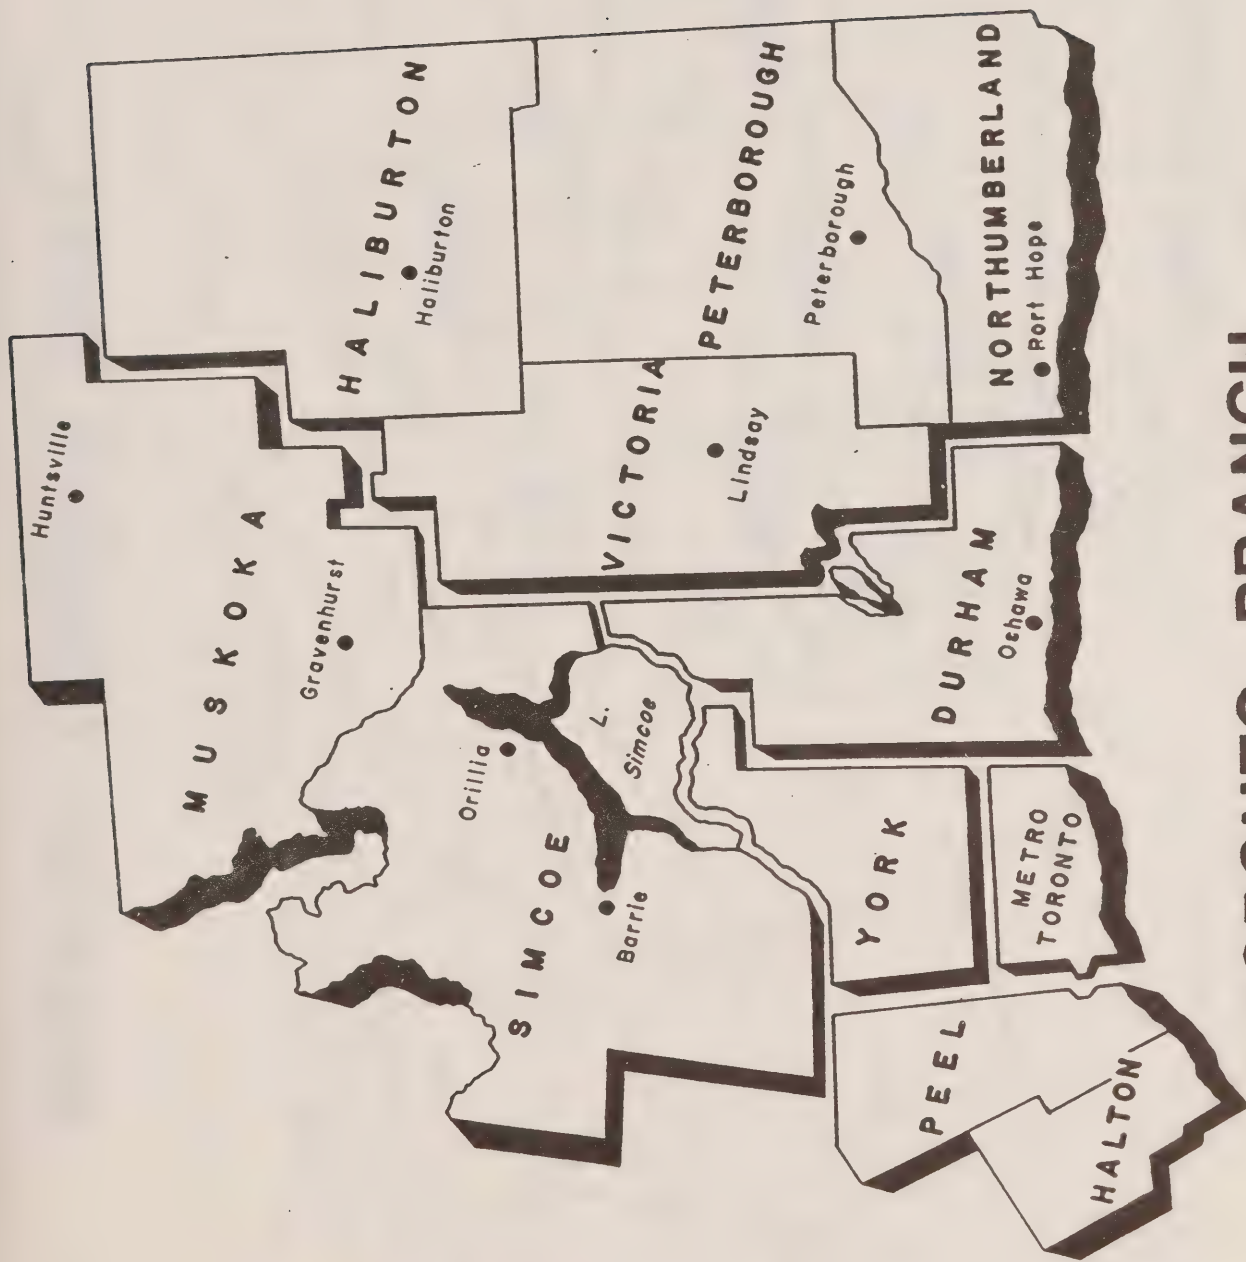 Huntsville
MUSKOKA
Gravenhurst
HALIBURTON
Haliburton
VICTORIA
Lindsay
PETERBOROUGH
Peterborough
NORTHUMBERLAND
Port Hope
Orillia
L.
Simcoe
SIMCOE
Barrie
DURHAM
Oshawa
YORK
METRO
TORONTO
PEEL
HALTON
BRANCH